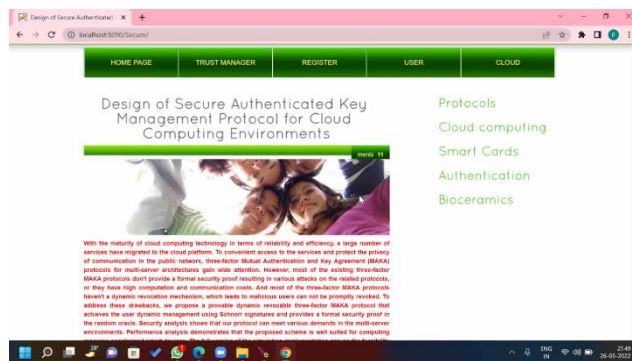 Design of Secure Authenticated
localhost:8090/Secure/
HOME PAGE TRUST MANAGER REGISTER USER CLOUD
Design of Secure Authenticated Key
Management Protocol for Cloud
Computing Environments
ments 11
Protocols
Cloud computing
Smart Cards
Authentication
Bioceramics
With the maturity of cloud computing technology in terms of reliability and efficiency, a large number of
services have migrated to the cloud platform. To convenient access to the services and protect the privacy
of communication in the public network, three-factor Mutual Authentication and Key Agreement (MAKA)
protocols for multi-server architectures gain wide attention. However, most of the existing three-factor
MAKA protocols don't provide a formal security proof resulting in various attacks on the related protocols,
or they have high computation and communication costs. And most of the three-factor MAKA protocols
haven't a dynamic revocation mechanism, which leads to malicious users can not be promptly revoked. To
address these drawbacks, we propose a provable dynamic revocable three-factor MAKA protocol that
achieves the user dynamic management using Schnorr signatures and provides a formal security proof in
the random oracle. Security analysis shows that our protocol can meet various demands in the multi-server
environments. Performance analysis demonstrates that the proposed scheme is well suited for computing
28°
ENG
IN
21:49
26-05-2022